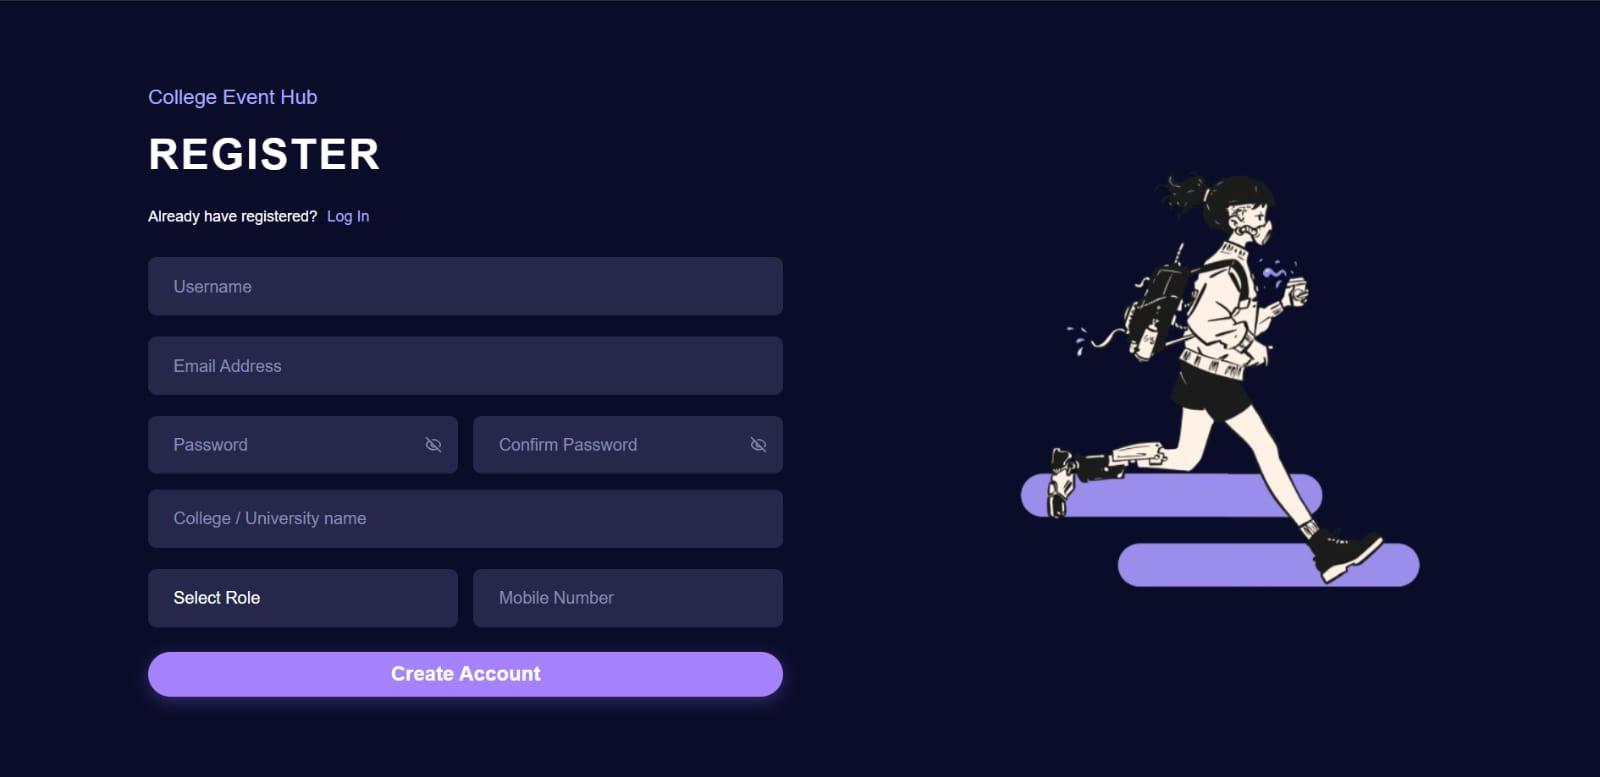 College Event Hub
REGISTER
Already have registered? Log In
Username
Email Address
Password
Confirm Password
College / University name
Select Role
Mobile Number
Create Account